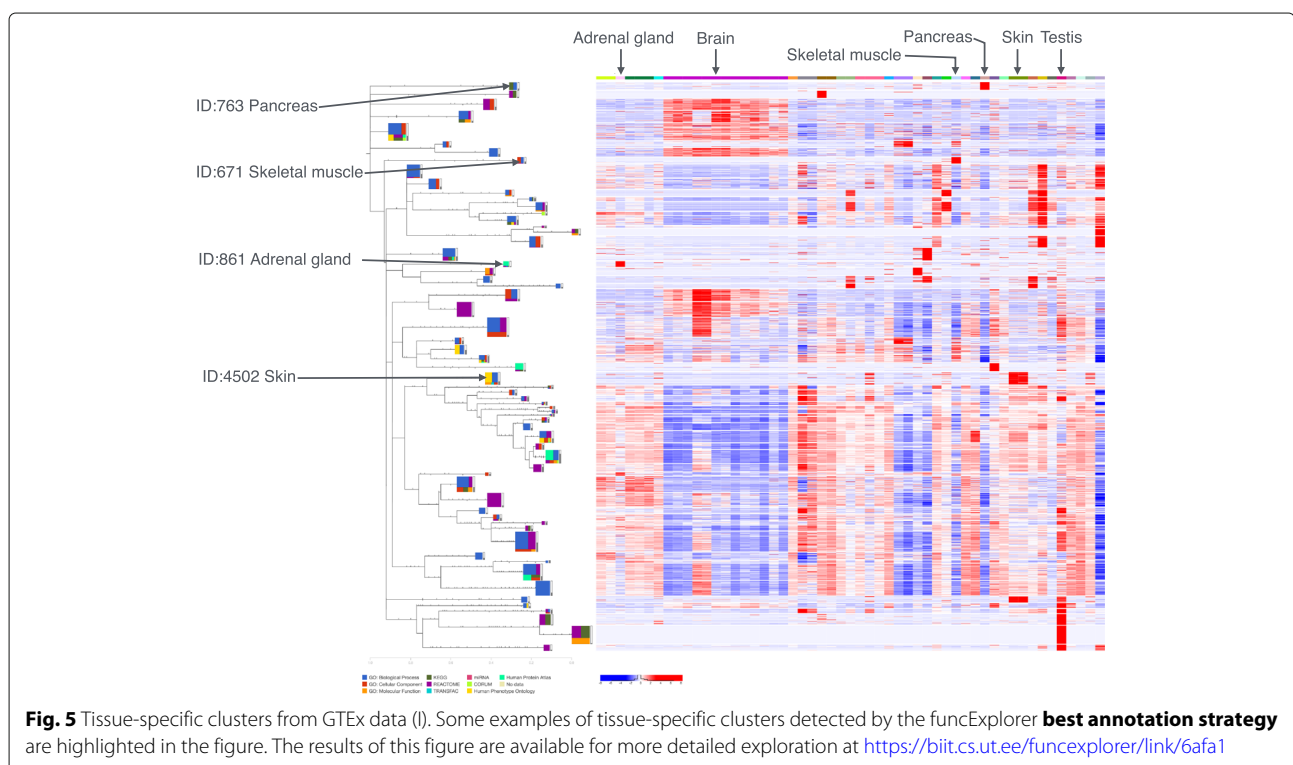 Adrenal gland
Brain
Skeletal muscle
Pancreas
Skin
Testis
ID:763 Pancreas
ID:671 Skeletal muscle
ID:861 Adrenal gland
ID:4502 Skin
GO: Biological Process
GO: Cellular Component
GO: Molecular Function
KEGG
REACTOME
TRANSFAC
miRNA
CORUM
Human Phenotype Ontology
Human Protein Atlas
No data
Fig. 5 Tissue-specific clusters from GTEx data (I). Some examples of tissue-specific clusters detected by the funcExplorer best annotation strategy
are highlighted in the figure. The results of this figure are available for more detailed exploration at https://biit.cs.ut.ee/funcexplorer/link/6afa1